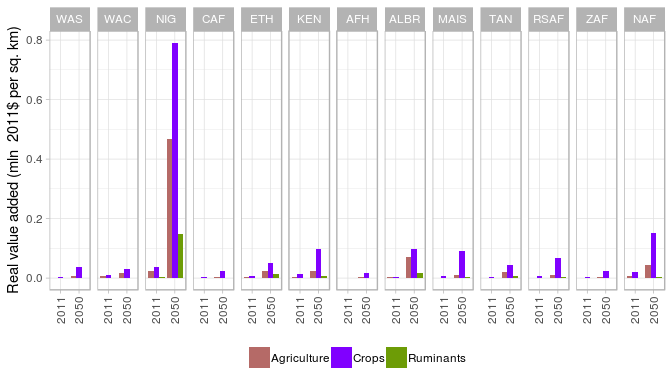 WAS WAC NIG CAF ETH KEN AFH ALBR MAIS TAN RSAF ZAF NAF
Real value added (mln 2011$ per sq. km)
0.8
0.6
0.4
0.2
0.0
2011 2050 2011 2050 2011 2050 2011 2050 2011 2050 2011 2050 2011 2050 2011 2050 2011 2050 2011 2050 2011 2050 2011 2050 2011 2050
Agriculture Crops Ruminants